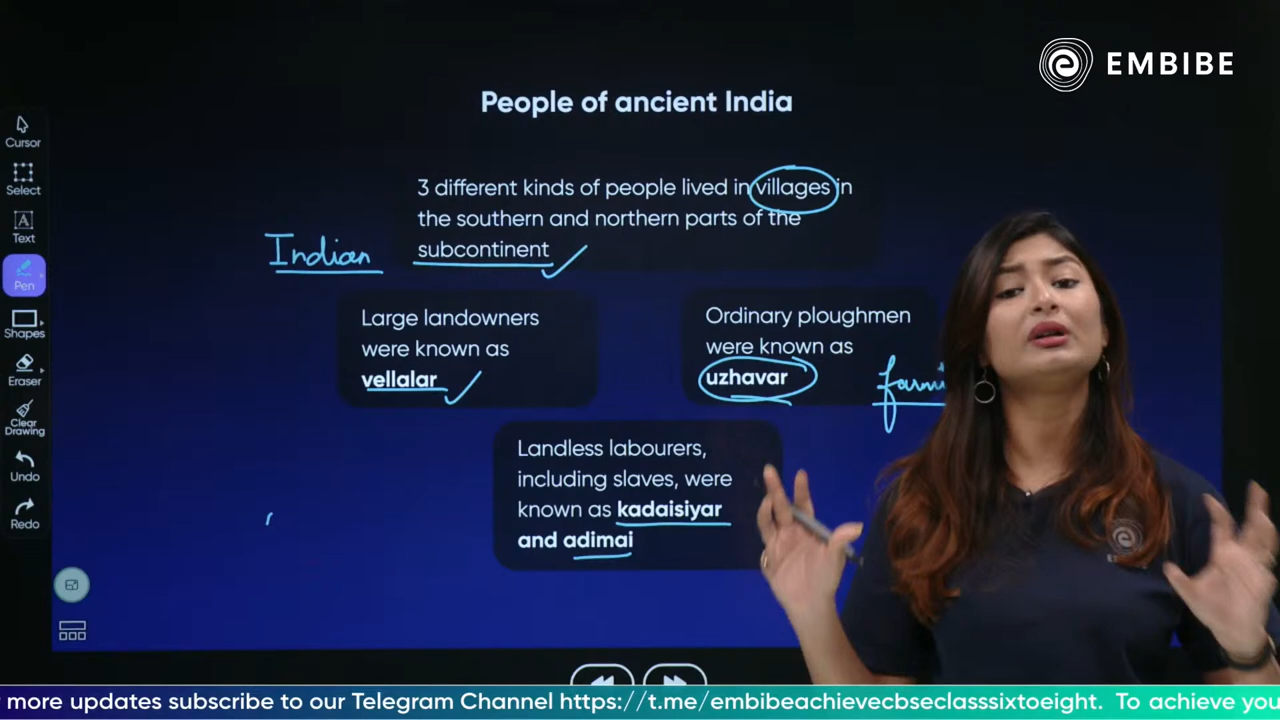 EMBIBE
People of ancient India
Cursor
Select
Text
Pen
Shapes
Eraser
Clear
Drawing
Undo
Redo
3 different kinds of people lived in villages in
the southern and northern parts of the
subcontinent
Indian
Large landowners
were known as
vellalar
Ordinary ploughmen
were known as
uzhavar
Landless labourers,
including slaves, were
known as kadaisiyar
and adimai
more updates subscribe to our Telegram Channel https://t.me/embibeachievecbseclasssixtoeight. To achieve you